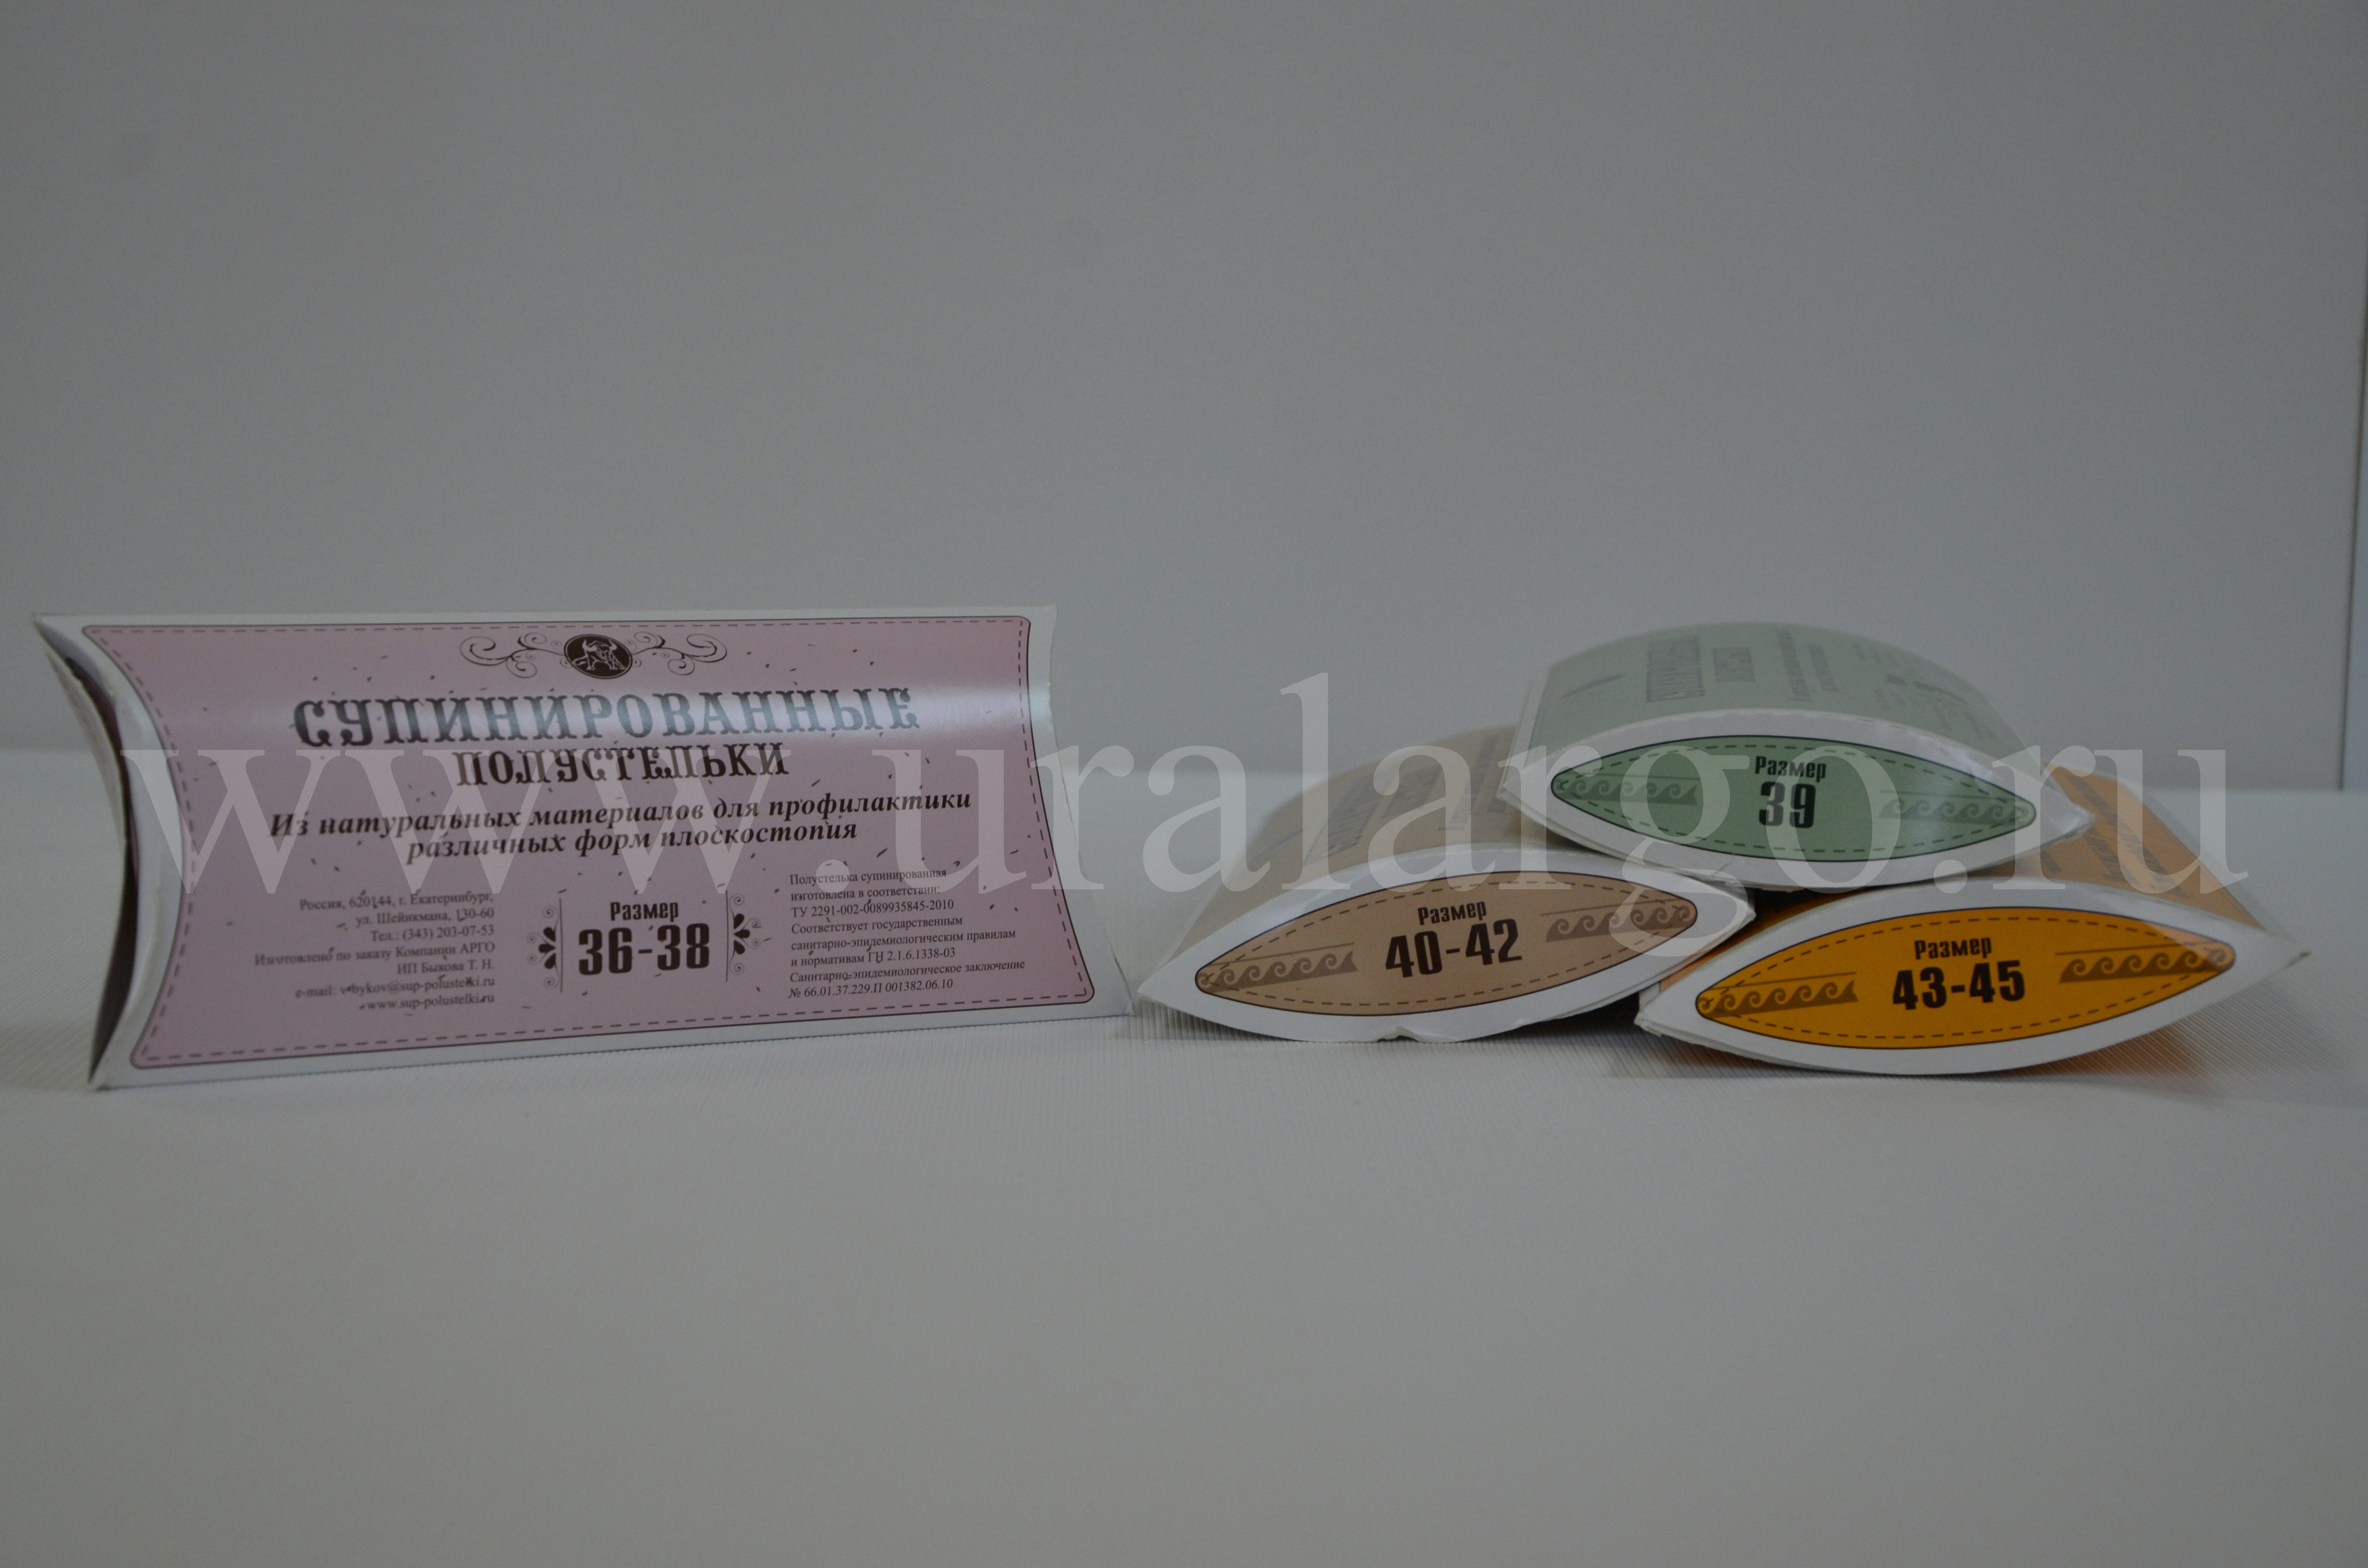 СУПИНИРОВАННЫЕ
ПОЛУСТЕЛЬКИ
Из натуральных материалов для профилактики
различных форм плоскостопия
Россия, 620144, г. Екатеринбург,
ул. Шейнкмана, 130-60
Тел.: (343) 203-07-53
Изготовлено по заказу Компании АРГО
ИП Быкова Т. Н.
e-mail: v-bykov@sup-polustelki.ru
www.sup-polustelki.ru
Размер
36-38
Полустелька супинированная
изготовлена в соответствии:
ТУ 2291-002-0089935845-2010
Соответствует государственным
санитарно-эпидемиологическим правилам
и нормативам ГН 2.1.6.1338-03
Санитарно-эпидемиологическое заключение
№ 66.01.37.229.П 001382.06.10
Размер
39
Размер
40-42
Размер
43-45
www.uralargo.ru